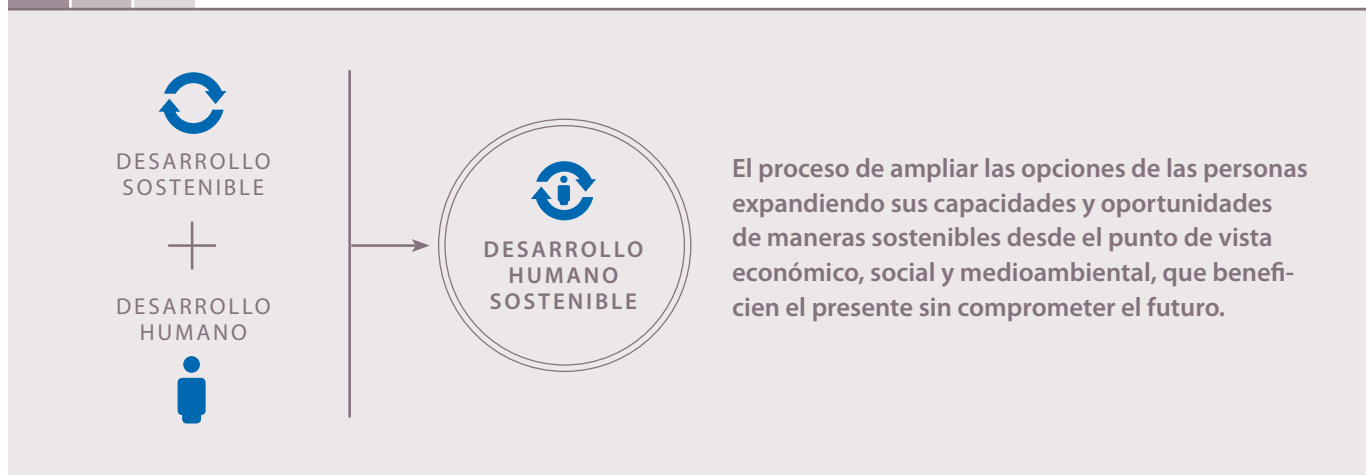 DESARROLLO
SOSTENIBLE
DESARROLLO
HUMANO
DESARROLLO
HUMANO
SOSTENIBLE
El proceso de ampliar las opciones de las personas
expandiendo sus capacidades y oportunidades
de maneras sostenibles desde el punto de vista
económico, social y medioambiental, que benefi-
cien el presente sin comprometer el futuro.